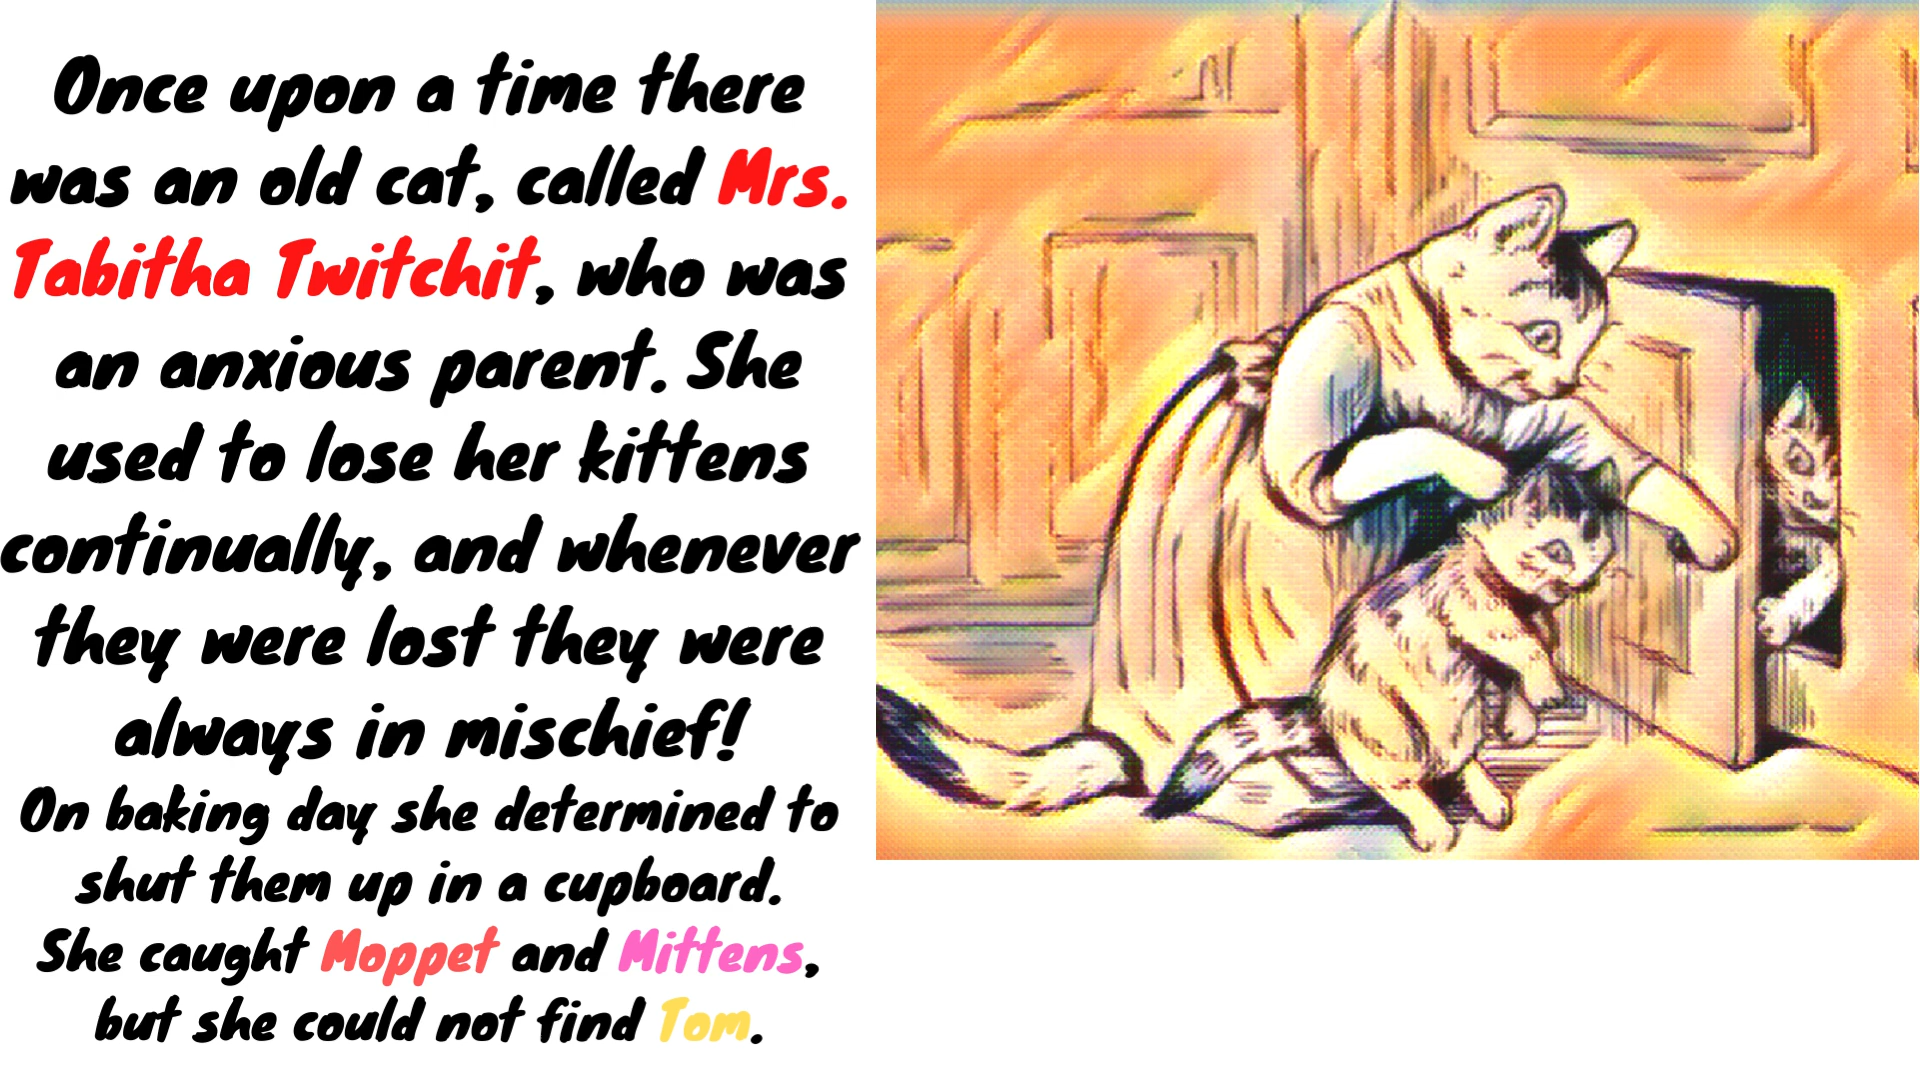 Once upon a time there
was an old cat, called Mrs.
Tabitha Twitchit, who was
an anxious parent. She
used to lose her kittens
continually, and whenever
they were lost they were
always in mischief!
On baking day she determined to
shut them up in a cupboard.
She caught Moppet and Mittens,
but she could not find Tom.